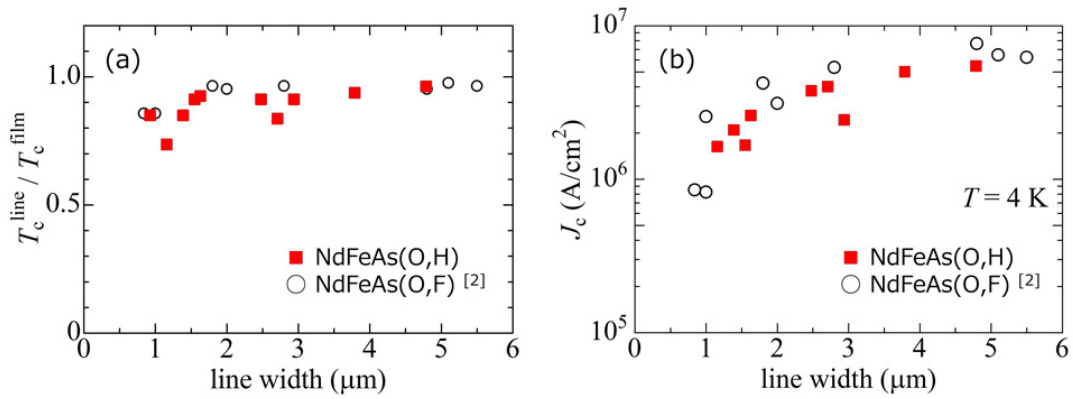 (a)
1.0
0.5
0
T_c^line / T_c^film
NdFeAs(O,H)
NdFeAs(O,F) [2]
0 1 2 3 4 5 6
line width (μm)
(b)
10^7
10^6
10^5
J_c (A/cm^2)
T = 4 K
NdFeAs(O,H)
NdFeAs(O,F) [2]
0 1 2 3 4 5 6
line width (μm)